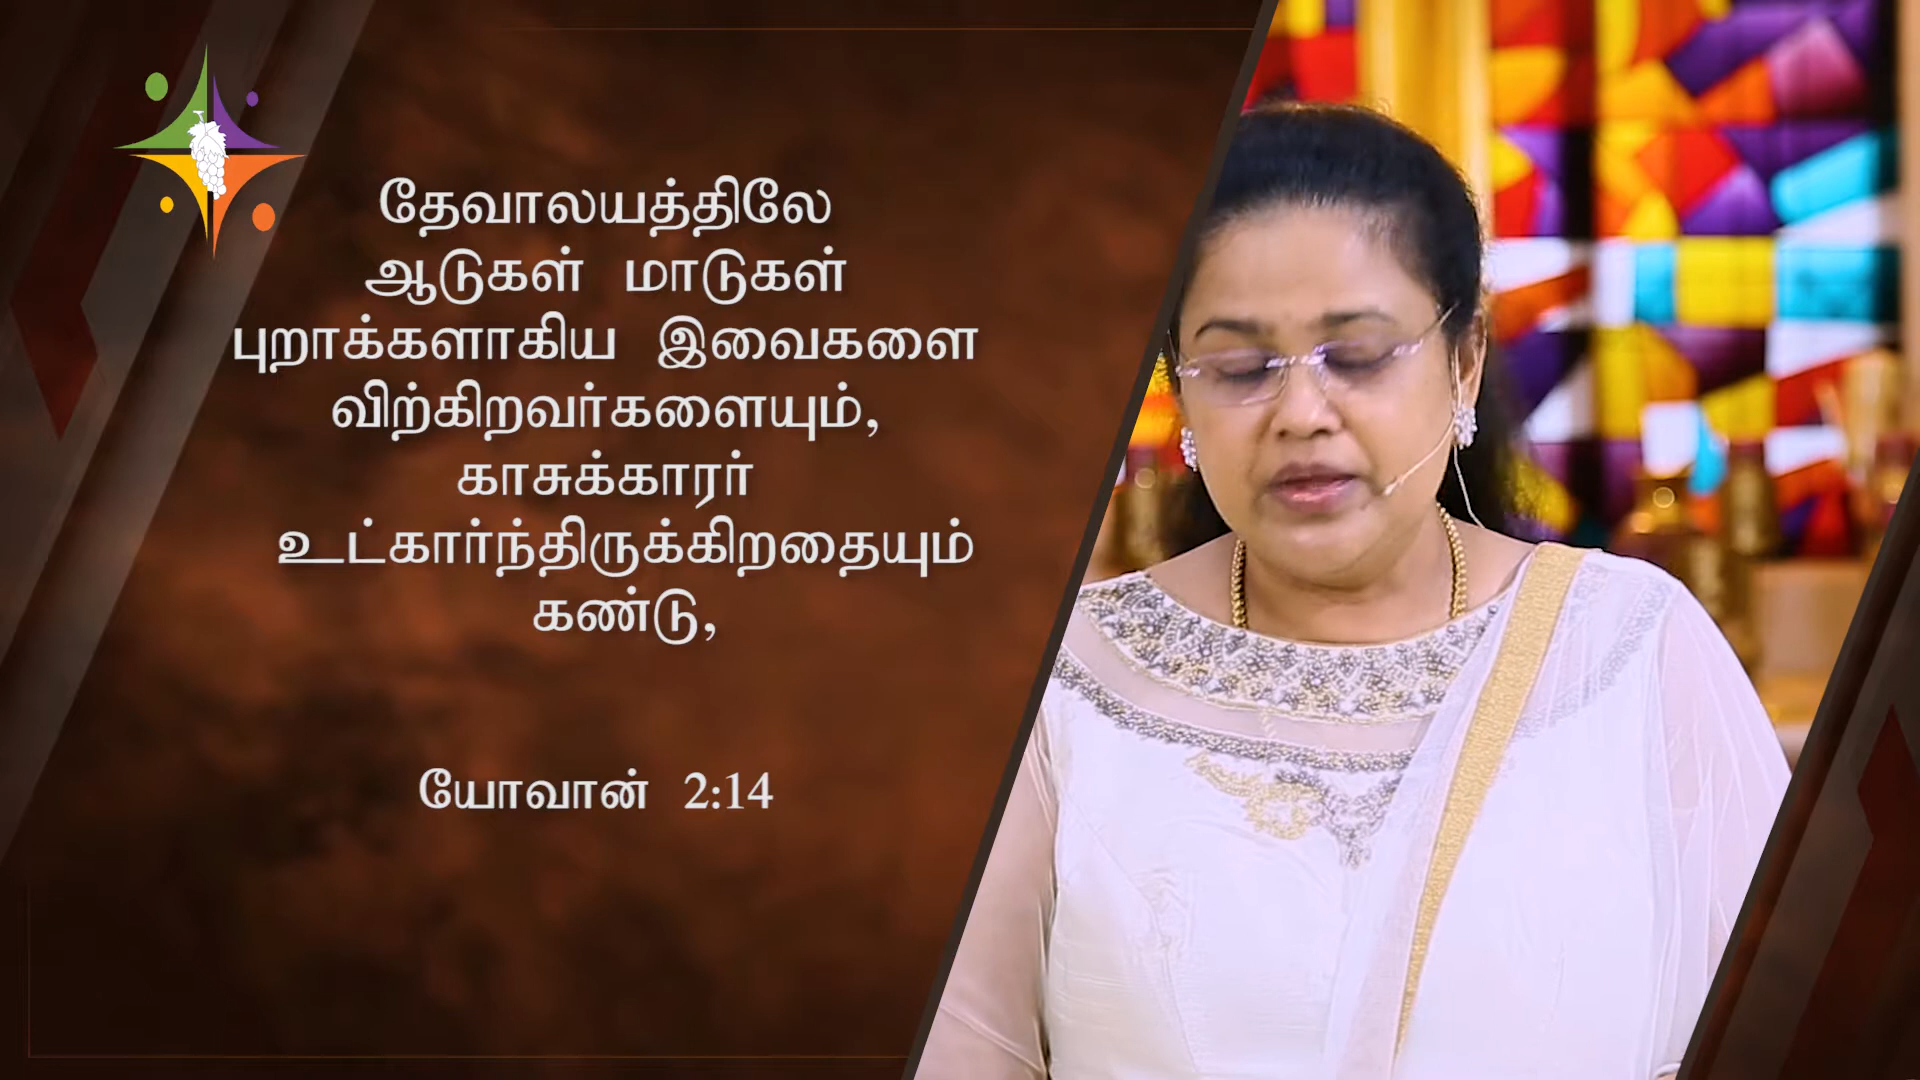 தேவாலயத்திலே
ஆடுகள் மாடுகள்
புறாக்களாகிய இவைகளை
விற்கிறவர்களையும்,
காசுக்காரர்
உட்கார்ந்திருக்கிறதையும்
கண்டு,
யோவான் 2:14